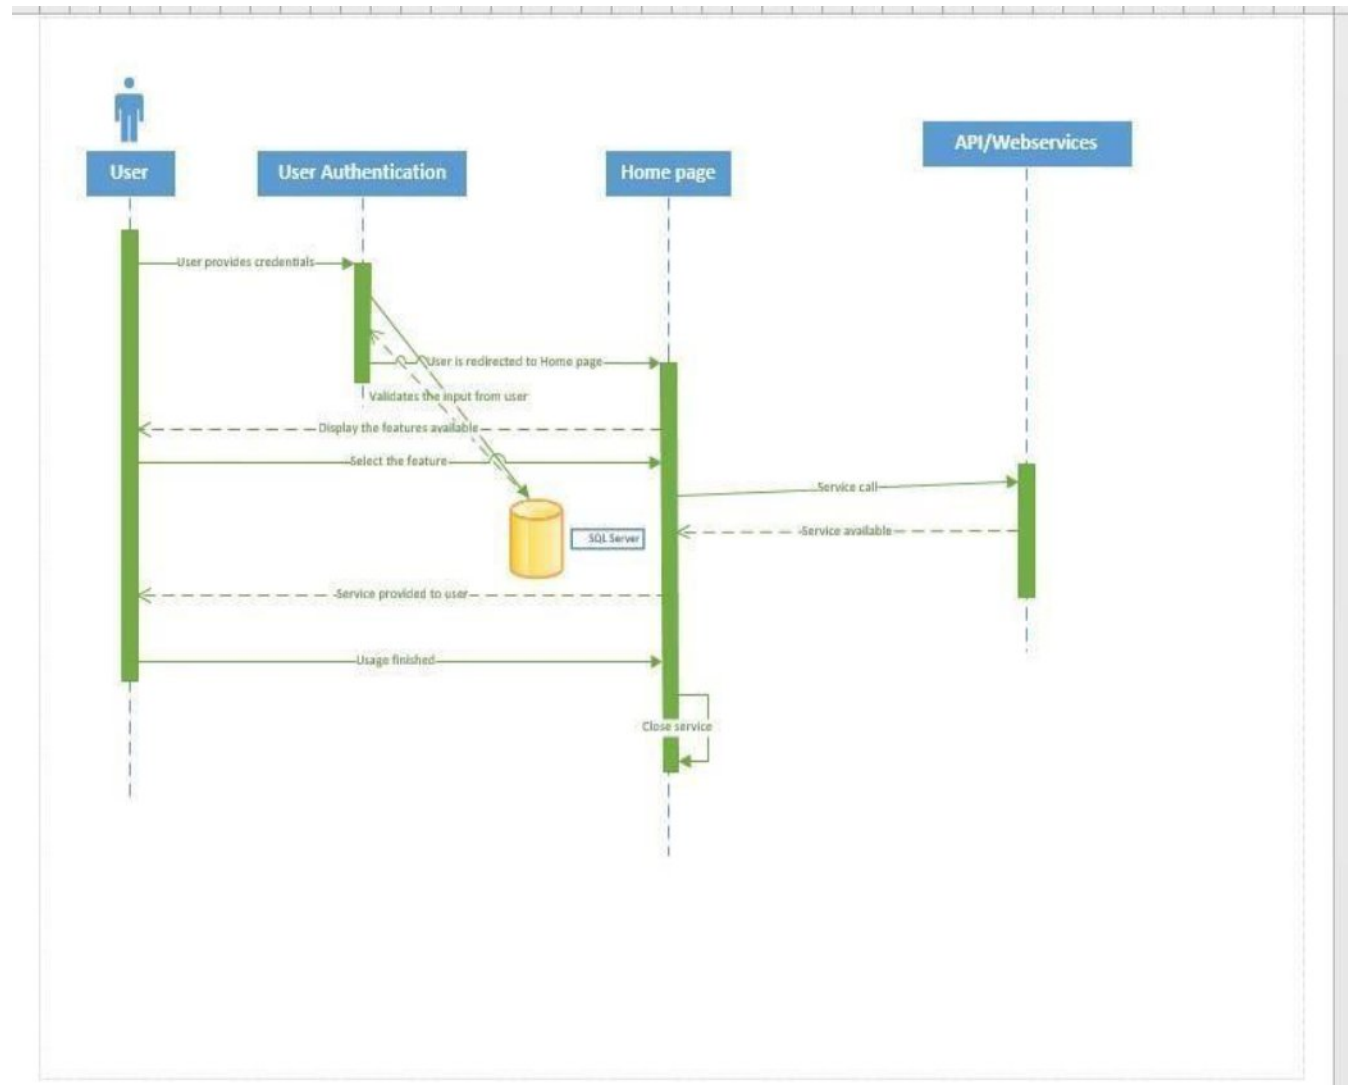 API/Webservices
User
User Authentication
Home page
User provides credentials
User is redirected to Home page
Validates the input from user
Display the features available
Select the feature
Service call
Service available
SQL Server
Service provided to user
Usage finished
Close service